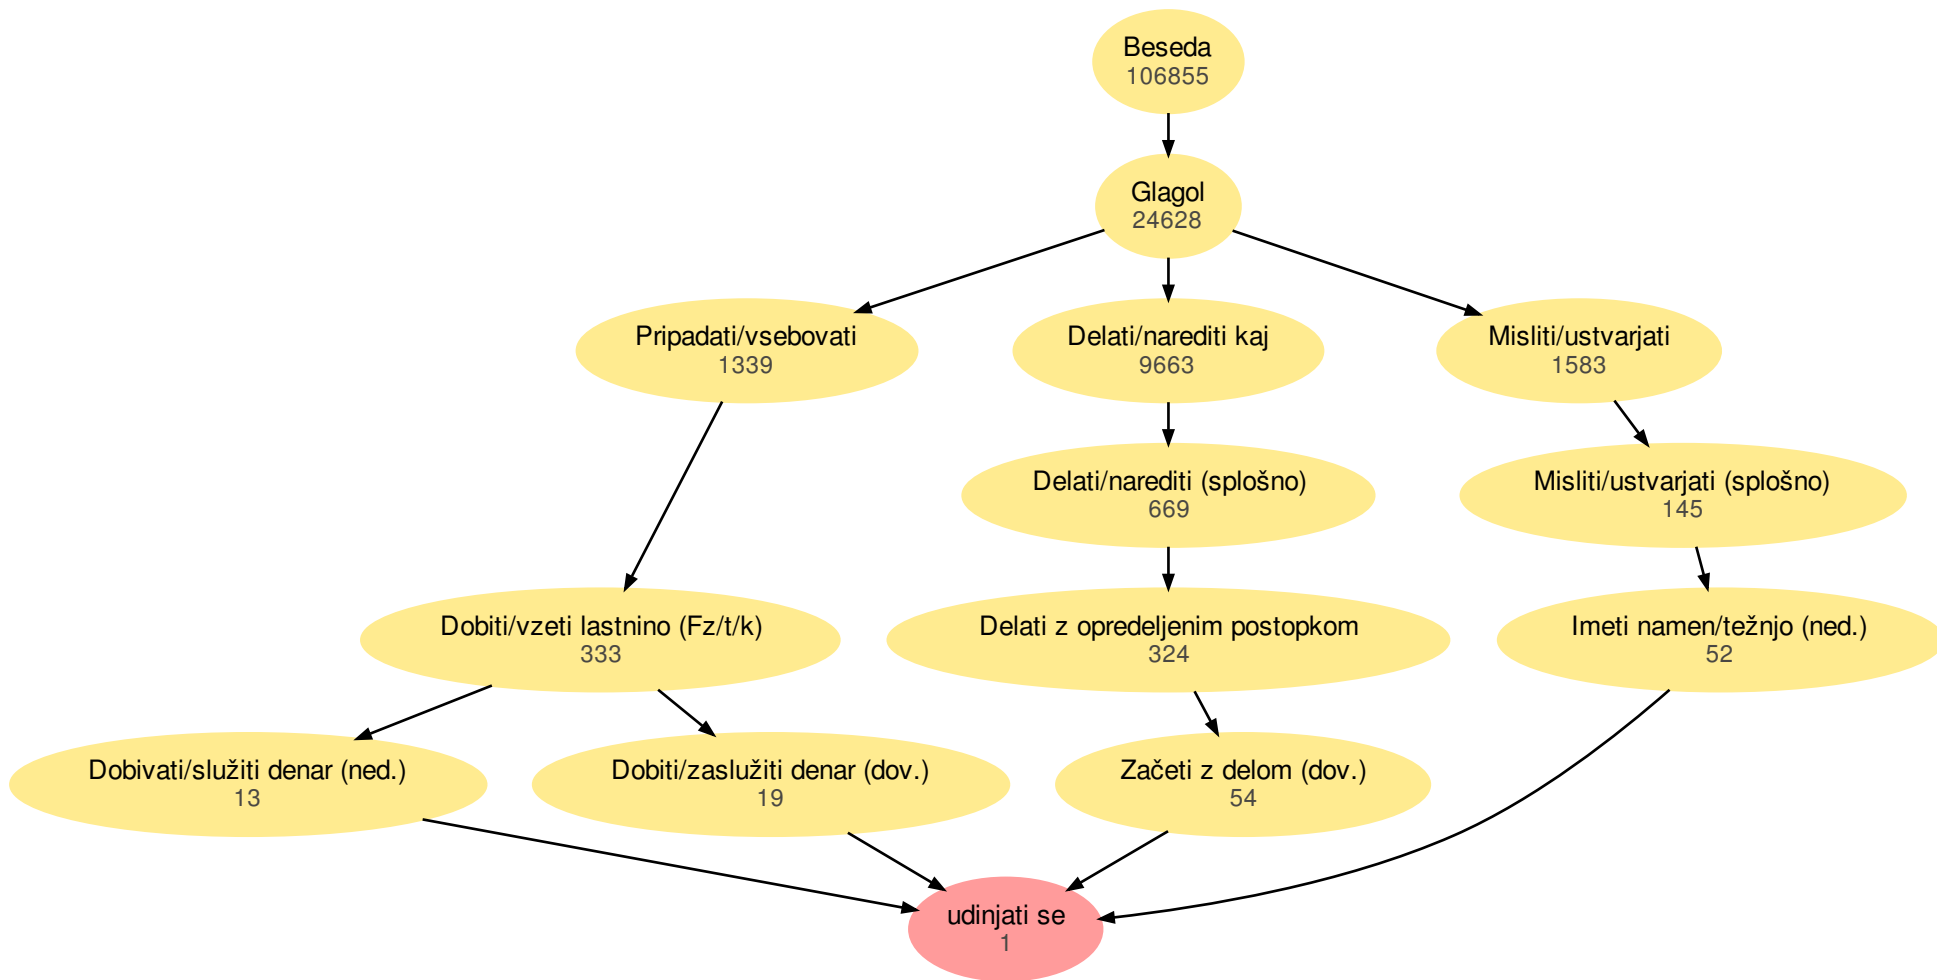 Beseda
106855
Glagol
24628
Pripadati/vsebovati
1339
Delati/narediti kaj
9663
Misliti/ustvarjati
1583
Delati/narediti (splošno)
669
Misliti/ustvarjati (splošno)
145
Dobiti/vzeti lastnino (Fz/t/k)
333
Delati z opredeljenim postopkom
324
Imeti namen/težnjo (ned.)
52
Dobivati/služiti denar (ned.)
13
Dobiti/zaslužiti denar (dov.)
19
Začeti z delom (dov.)
54
udinjati se
1